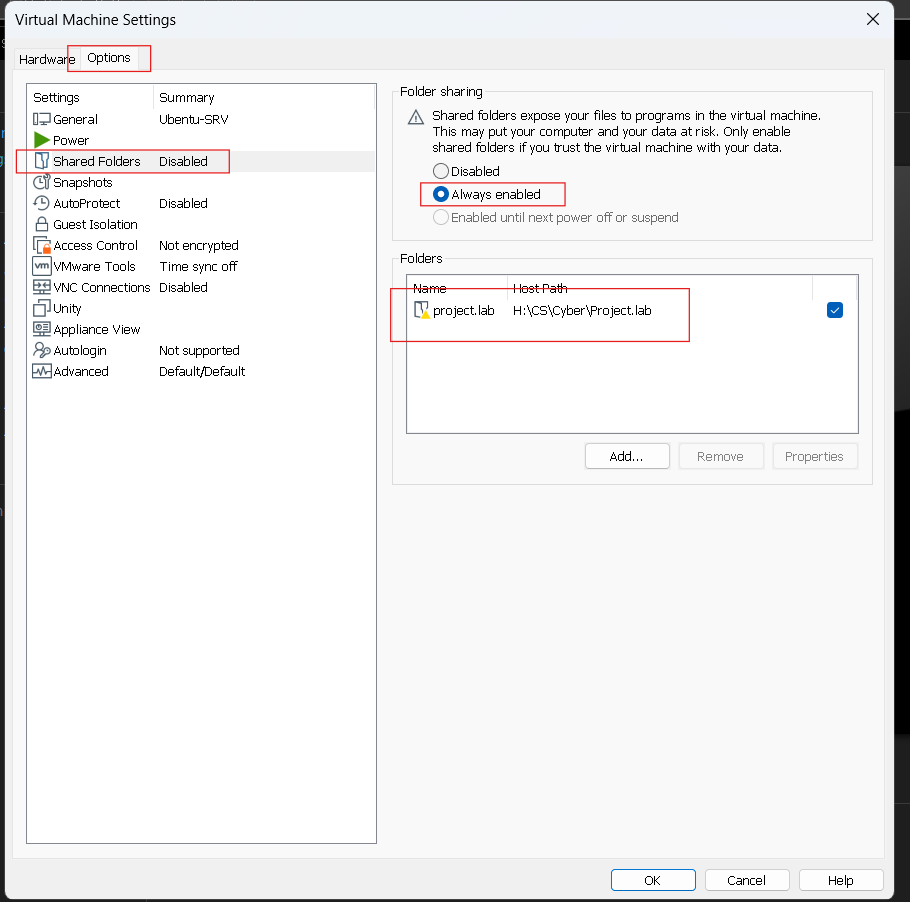 Virtual Machine Settings
Hardware Options
Settings Summary
General Ubentu-SRV
Power
Shared Folders Disabled
Snapshots
AutoProtect Disabled
Guest Isolation
Access Control Not encrypted
VMware Tools Time sync off
VNC Connections Disabled
Unity
Appliance View
Autologin Not supported
Advanced Default/Default
Folder sharing
Shared folders expose your files to programs in the virtual machine.
This may put your computer and your data at risk. Only enable
shared folders if you trust the virtual machine with your data.
Disabled
Always enabled
Enabled until next power off or suspend
Folders
Name Host Path
project.lab H:\CS\Cyber\Project.lab
Add... Remove Properties
OK Cancel Help